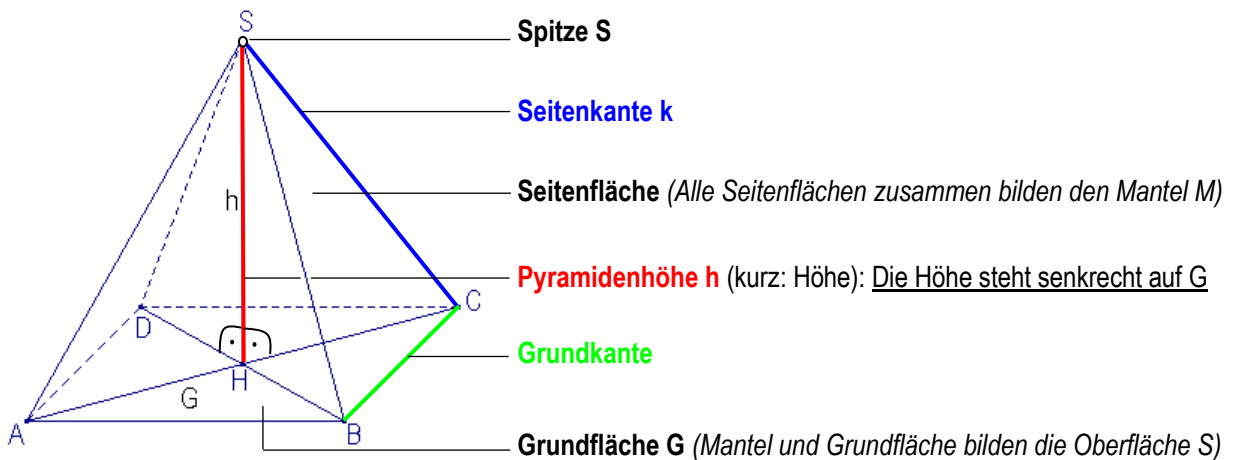 S
Spitze S
Seitenkante k
Seitenfläche (Alle Seitenflächen zusammen bilden den Mantel M)
h
Pyramidenhöhe h (kurz: Höhe): Die Höhe steht senkrecht auf G
D
C
Grundkante
H
G
A
B
Grundfläche G (Mantel und Grundfläche bilden die Oberfläche S)